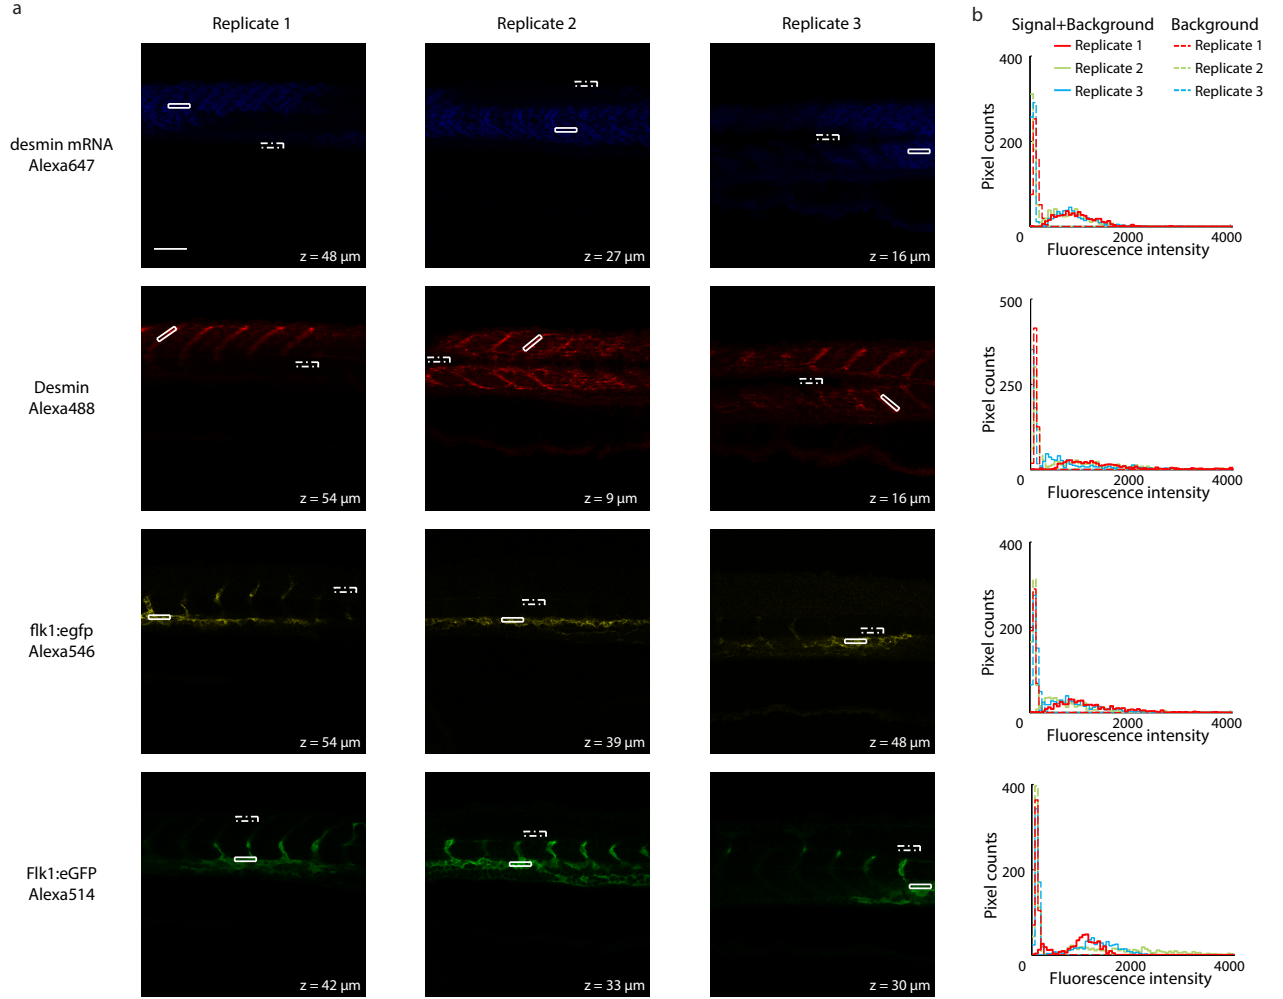 a
Replicate 1
Replicate 2
Replicate 3
desmin mRNA
Alexa647
z = 48 µm
z = 27 µm
z = 16 µm
Desmin
Alexa488
z = 54 µm
z = 9 µm
z = 16 µm
flk1:egfp
Alexa546
z = 54 µm
z = 39 µm
z = 48 µm
Flk1:eGFP
Alexa514
z = 42 µm
z = 33 µm
z = 30 µm
b
Signal+Background
Background
Replicate 1
Replicate 1
Replicate 2
Replicate 2
Replicate 3
Replicate 3
400
200
0
2000
4000
Pixel counts
Fluorescence intensity
500
250
0
4000
Pixel counts
Fluorescence intensity
400
200
0
2000
4000
Pixel counts
Fluorescence intensity
400
200
0
2000
4000
Pixel counts
Fluorescence intensity